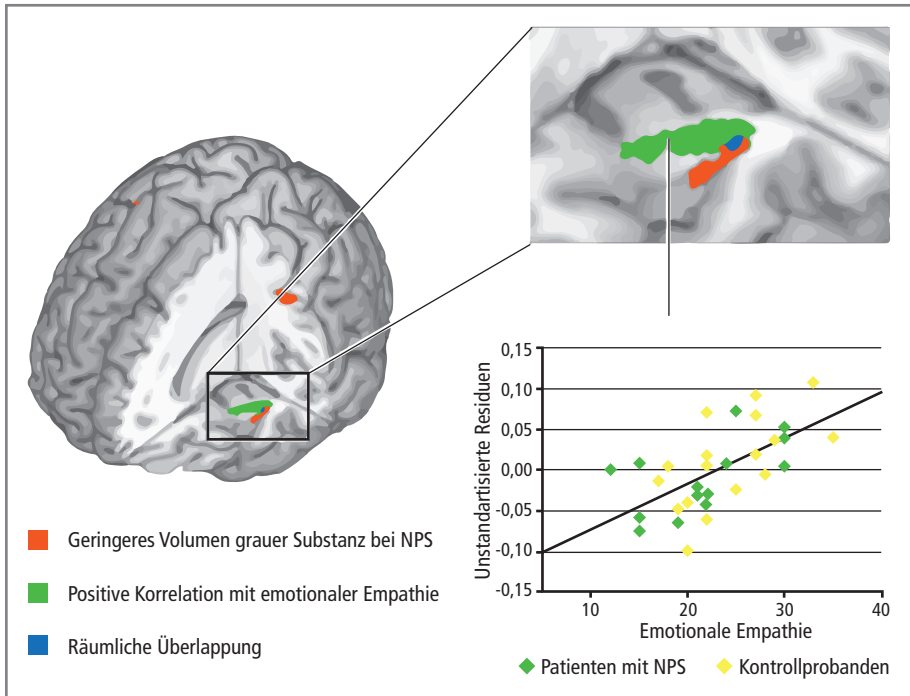 Geringeres Volumen grauer Substanz bei NPS
Positive Korrelation mit emotionaler Empathie
Räumliche Überlappung
Unstandartisierte Residuen
0,15
0,10
0,05
0,00
-0,05
-0,10
-0,15
10 20 30 40
Emotionale Empathie
Patienten mit NPS Kontrollprobanden